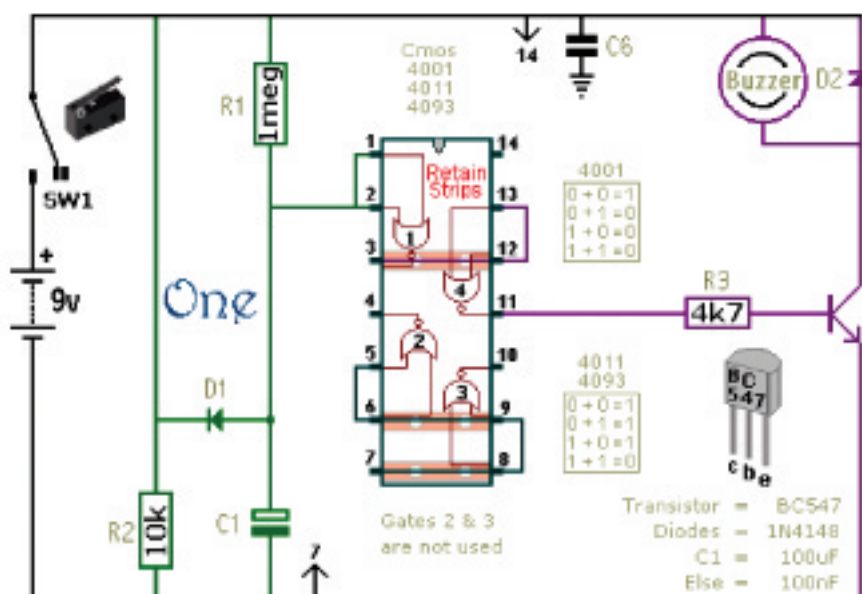 14
C6
Buzzer
D2
Cmos
4001
4011
4093
R1
1meg
SW1
1
2
3
4
5
6
7
14
13
12
11
10
9
8
Retain
Strips
1
4
2
3
4001
0+0=1
0+1=0
1+0=0
1+1=0
R3
4k7
+
9v
One
4011
4093
0+0=1
0+1=1
1+0=1
1+1=0
BC
547
c b e
D1
R2
10k
C1
Gates 2 & 3
are not used
7
Transistor = BC547
Diodes = 1N4148
C1 = 100uF
Else = 100nF